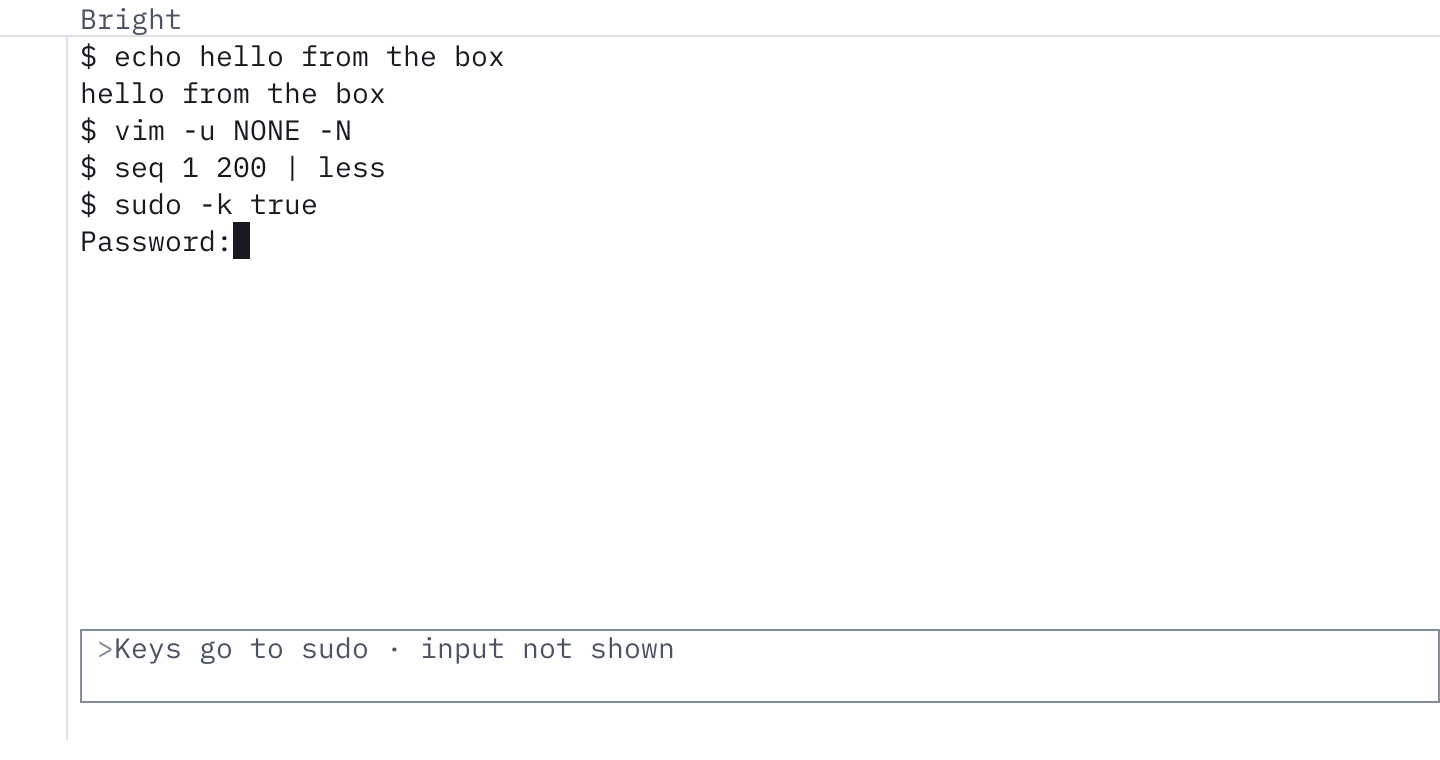 Bright
$ echo hello from the box
hello from the box
$ vim -u NONE -N
$ seq 1 200 | less
$ sudo -k true
Password:
>Keys go to sudo · input not shown